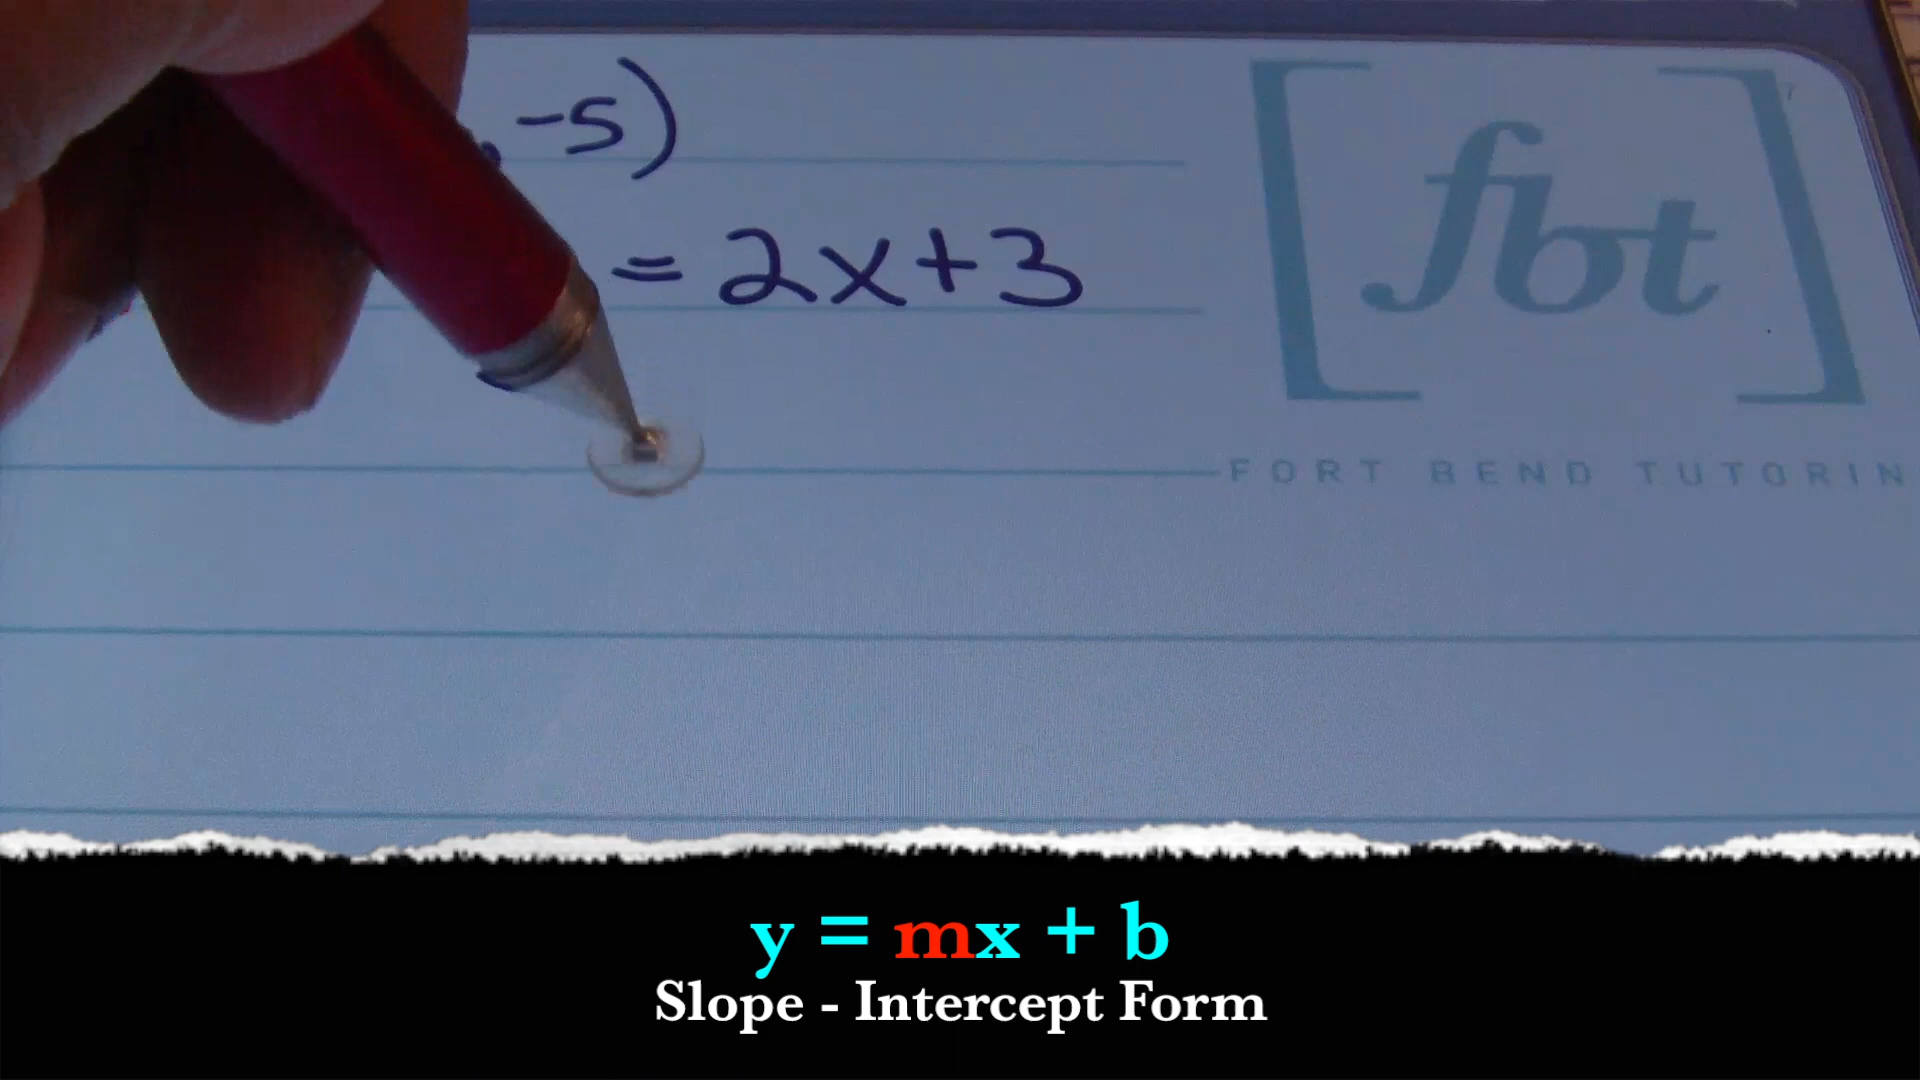 , -5)
= 2x+3
fbt
FORT BEND TUTORIN
y = mx + b
Slope - Intercept Form